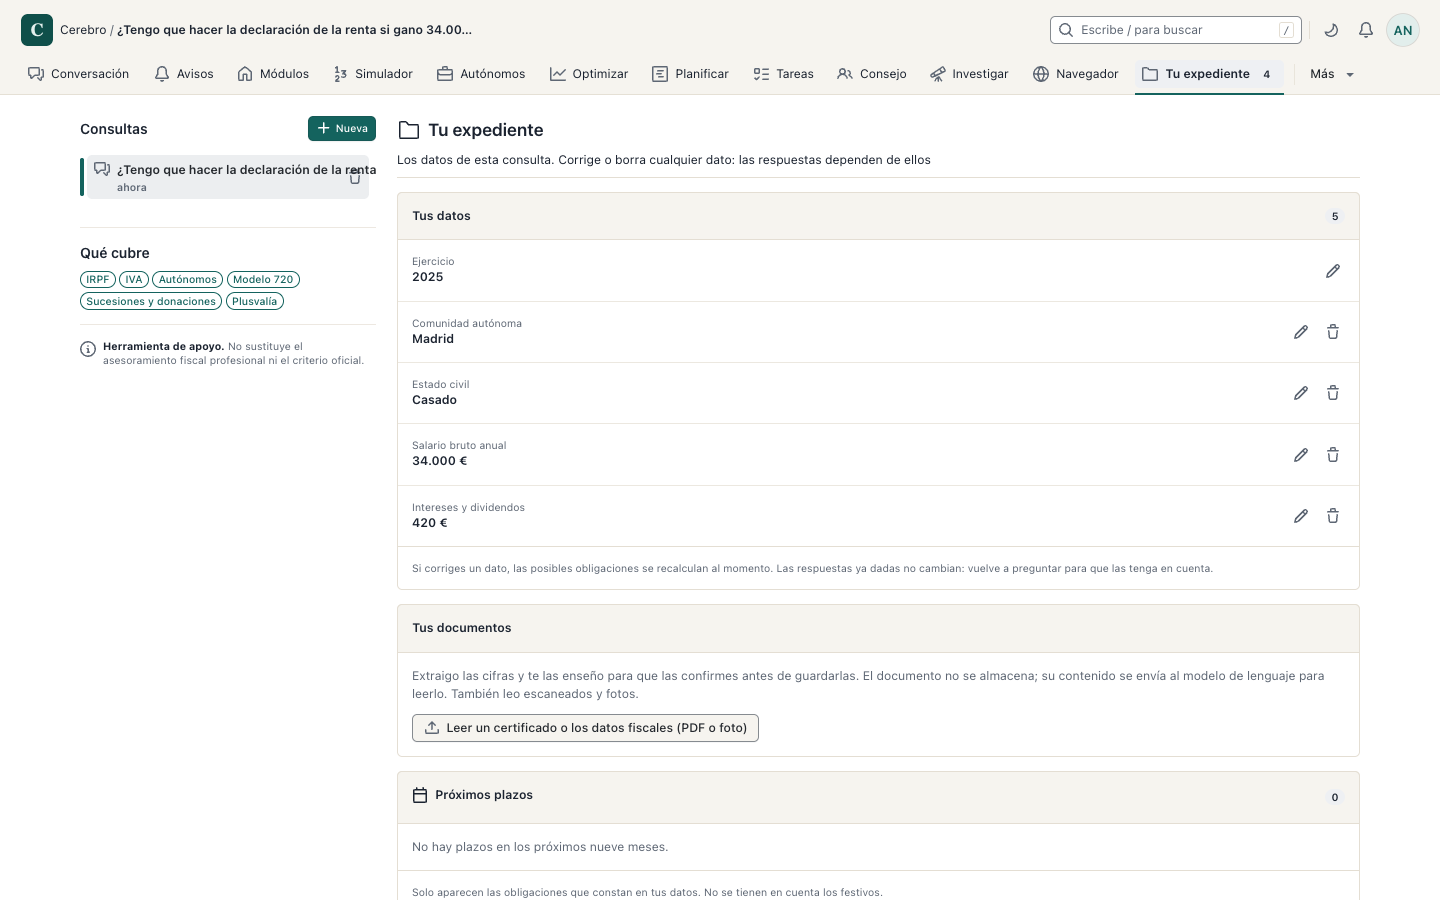 C Cerebro / ¿Tengo que hacer la declaración de la renta si gano 34.00...
Escribe / para buscar /
AN
Conversación Avisos Módulos Simulador Autónomos Optimizar Planificar Tareas Consejo Investigar Navegador Tu expediente 4 Más
Consultas
Nueva
¿Tengo que hacer la declaración de la renta
ahora
Qué cubre
IRPF IVA Autónomos Modelo 720
Sucesiones y donaciones Plusvalía
Herramienta de apoyo. No sustituye el
asesoramiento fiscal profesional ni el criterio oficial.
Tu expediente
Los datos de esta consulta. Corrige o borra cualquier dato: las respuestas dependen de ellos
Tus datos 5
Ejercicio
2025
Comunidad autónoma
Madrid
Estado civil
Casado
Salario bruto anual
34.000 €
Intereses y dividendos
420 €
Si corriges un dato, las posibles obligaciones se recalculan al momento. Las respuestas ya dadas no cambian: vuelve a preguntar para que las tenga en cuenta.
Tus documentos
Extraigo las cifras y te las enseño para que las confirmes antes de guardarlas. El documento no se almacena; su contenido se envía al modelo de lenguaje para
leerlo. También leo escaneados y fotos.
Leer un certificado o los datos fiscales (PDF o foto)
Próximos plazos 0
No hay plazos en los próximos nueve meses.
Solo aparecen las obligaciones que constan en tus datos. No se tienen en cuenta los festivos.